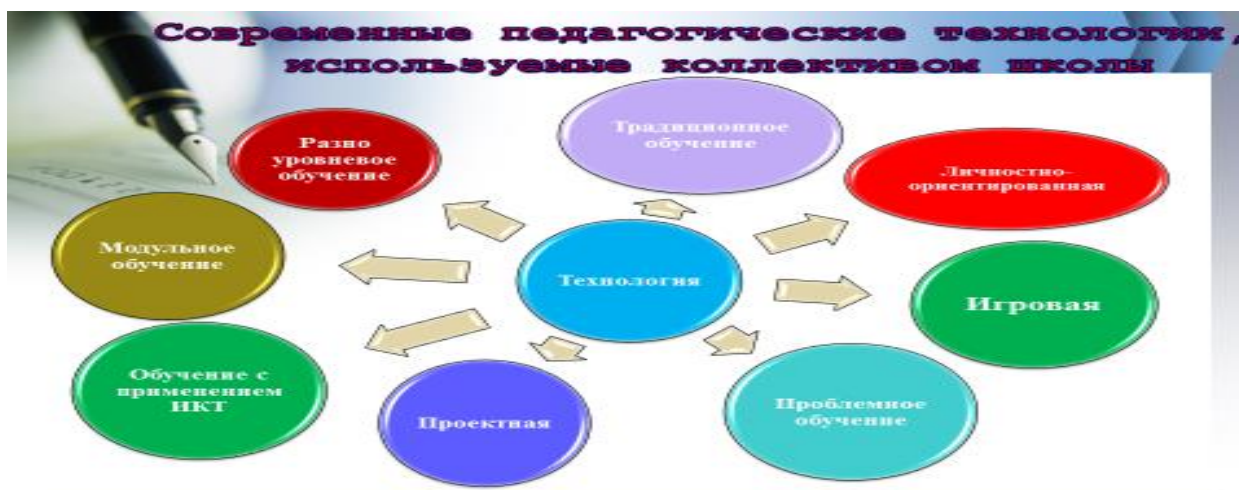 Современные педагогические технологии,
используемые коллективом школы
Традиционное
обучение
Разно
уровневое
обучение
Личностно-
ориентированная
Модульное
обучение
Технология
Игровая
Обучение с
применением
ИКТ
Проектная
Проблемное
обучение